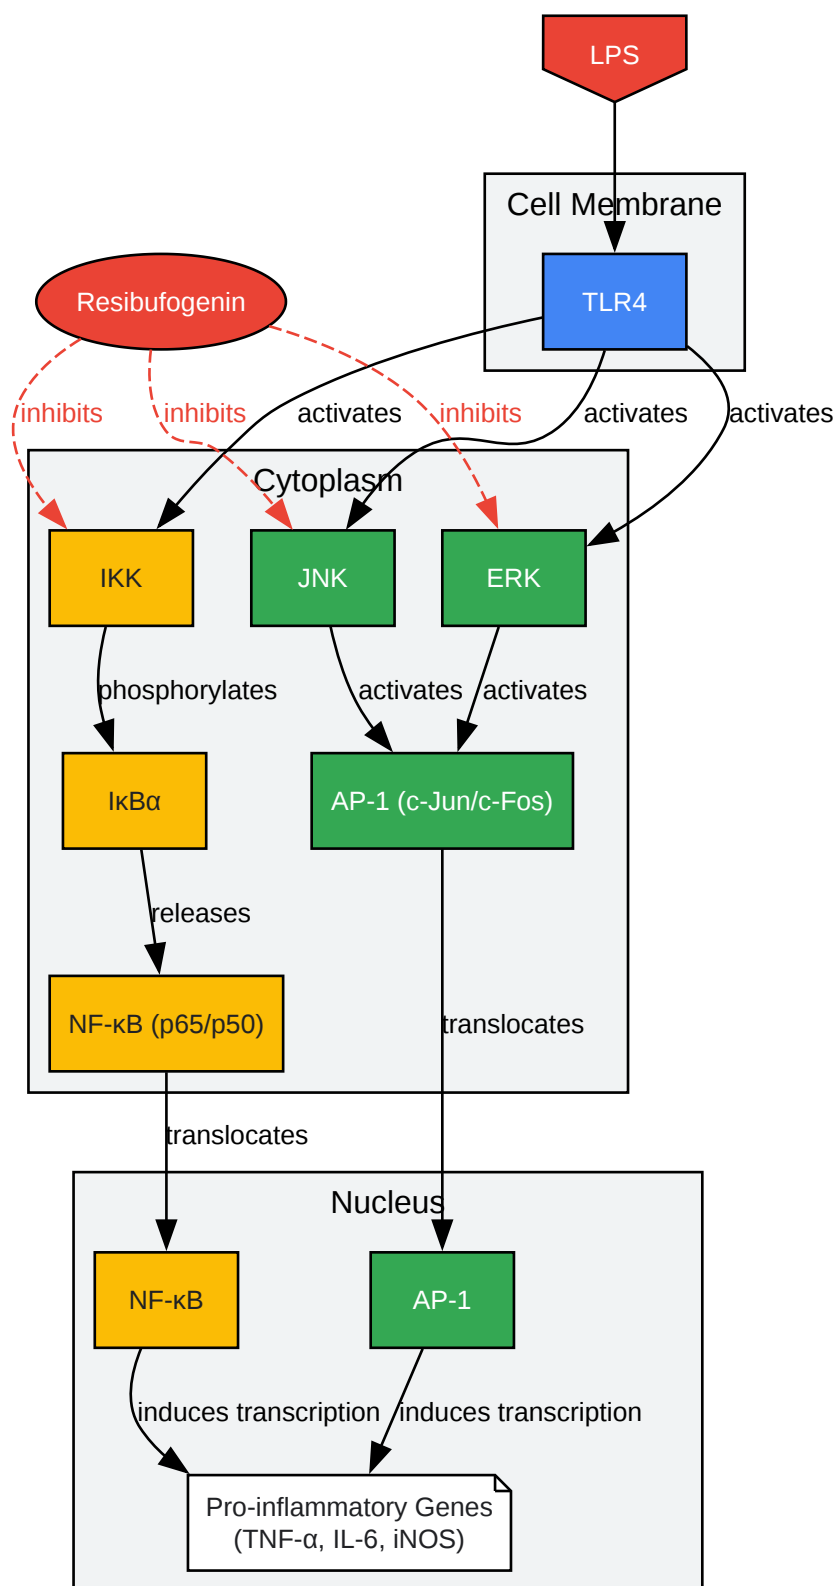 LPS
Cell Membrane
TLR4
Resibufogenin
inhibits
inhibits
activates
inhibits
activates
activates
Cytoplasm
IKK
JNK
ERK
phosphorylates
activates
activates
IκBα
AP-1 (c-Jun/c-Fos)
releases
NF-κB (p65/p50)
translocates
translocates
Nucleus
NF-κB
AP-1
induces transcription
induces transcription
Pro-inflammatory Genes
(TNF-α, IL-6, iNOS)